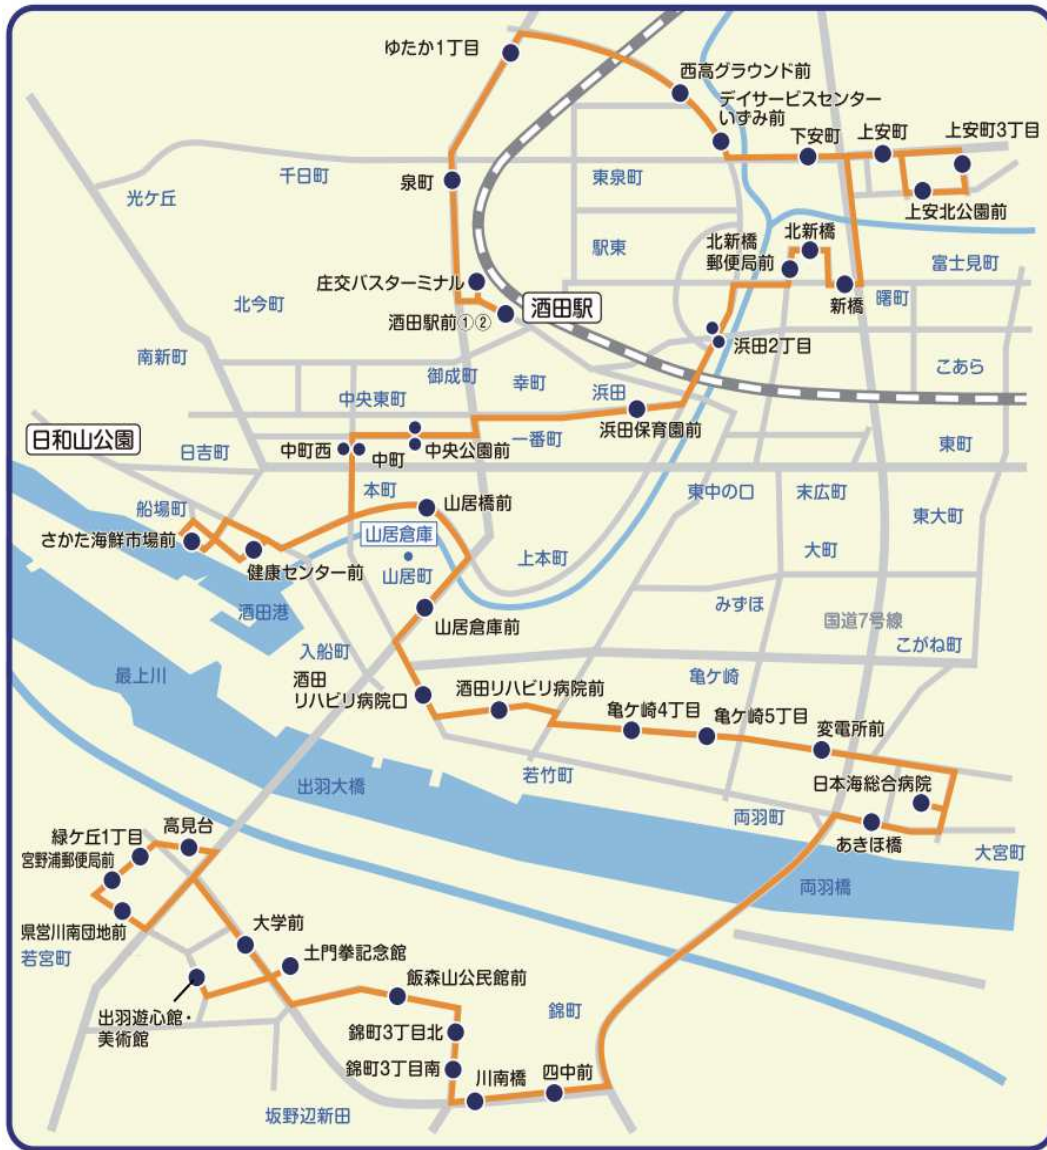 ゆたか1丁目
西高グラウンド前
デイサービスセンター
いずみ前
下安町
上安町
上安町3丁目
千日町
泉町
東泉町
光ケ丘
上安北公園前
北新橋
駅東
北新橋
郵便局前
富士見町
庄交バスターミナル
北今町
酒田駅
新橋
曙町
酒田駅前①②
浜田2丁目
南新町
こあら
御成町
幸町
中央東町
浜田
浜田保育園前
日和山公園
日吉町
中町西
中町
中央公園前
一番町
東町
本町
東中の口
末広町
船場町
山居橋前
東大町
さかた海鮮市場前
山居倉庫
上本町
大町
健康センター前
山居町
みずほ
酒田港
山居倉庫前
国道7号線
入船町
こがね町
最上川
酒田
リハビリ病院口
酒田リハビリ病院前
亀ケ崎
亀ケ崎4丁目
亀ケ崎5丁目
変電所前
若竹町
日本海総合病院
出羽大橋
両羽町
あきほ橋
高見台
緑ケ丘1丁目
大宮町
宮野浦郵便局前
両羽橋
県営川南団地前
大学前
若宮町
土門拳記念館
飯森山公民館前
出羽遊心館・
美術館
錦町
錦町3丁目北
錦町3丁目南
川南橋
四中前
坂野辺新田